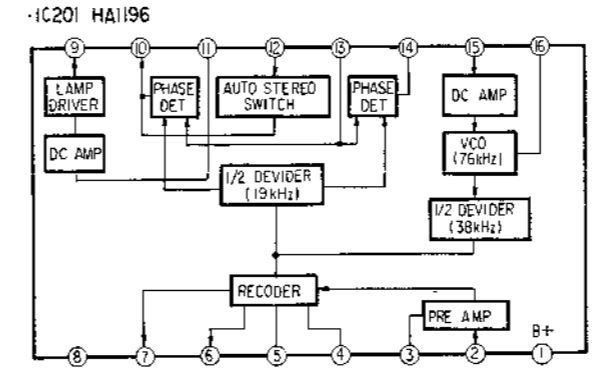 ·IC201 HA1196
9 10 11 12 13 14 15 16
LAMP
DRIVER
PHASE
DET
AUTO STEREO
SWITCH
PHASE
DET
DC AMP
DC AMP
VCO
(76kHz)
1/2 DEVIDER
(19kHz)
1/2 DEVIDER
(38kHz)
RECODER
PRE AMP
B+
8 7 6 5 4 3 2 1